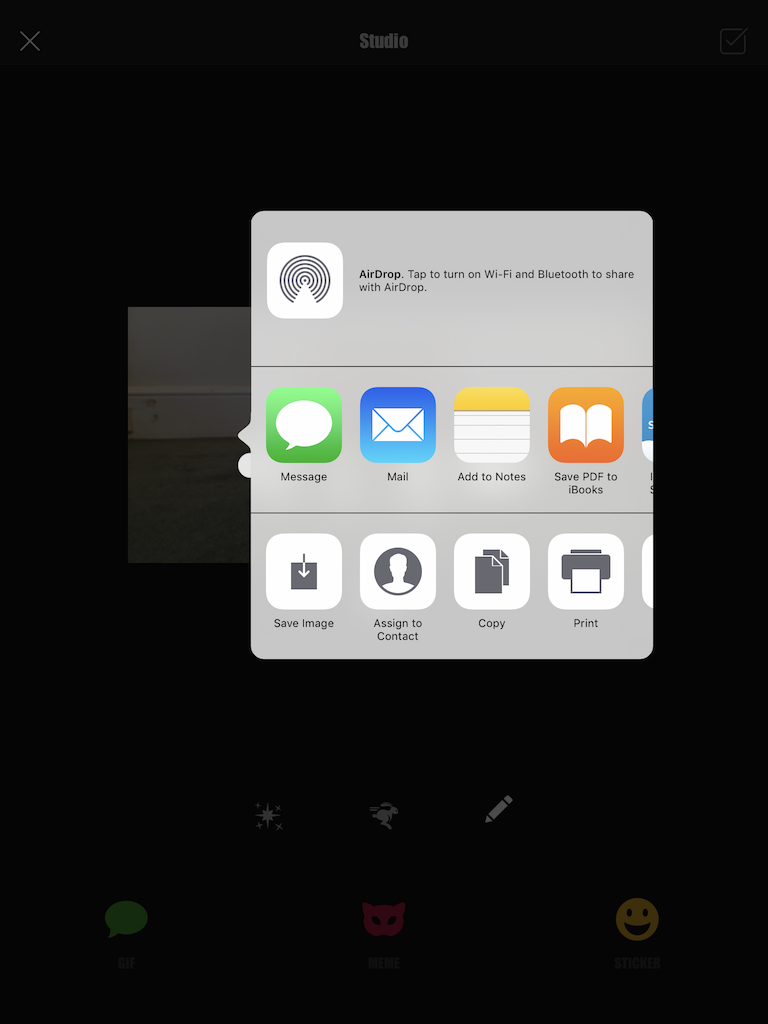 Studio
AirDrop. Tap to turn on Wi-Fi and Bluetooth to share
with AirDrop.
Message
Mail
Add to Notes
Save PDF to
iBooks
Save Image
Assign to
Contact
Copy
Print
GIF
MEME
STICKER